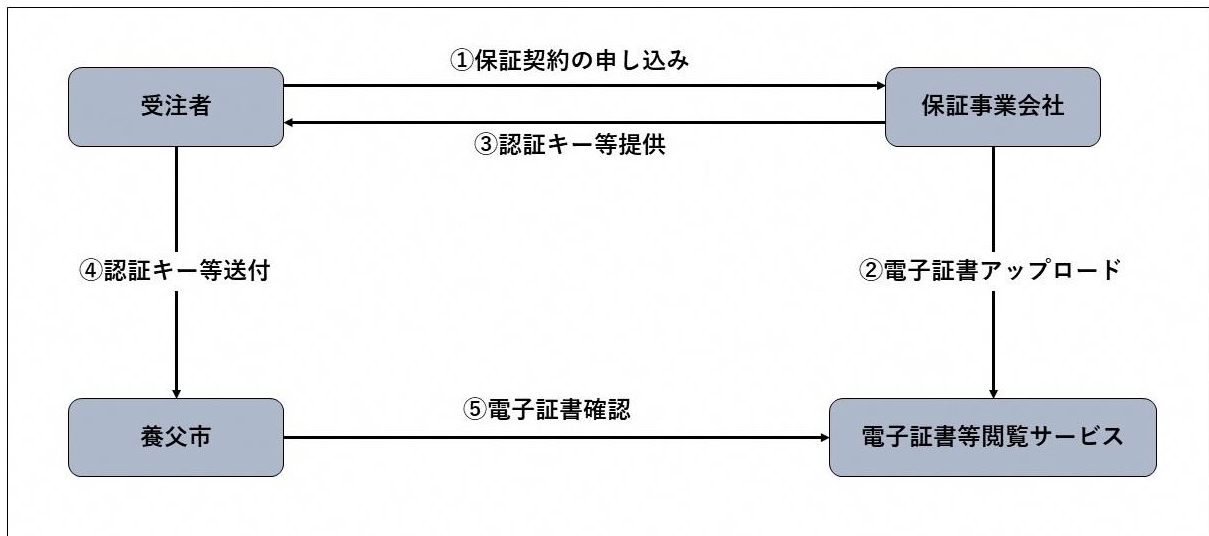 ①保証契約の申し込み
受注者
保証事業会社
③認証キー等提供
④認証キー等送付
②電子証書アップロード
⑤電子証書確認
養父市
電子証書等閲覧サービス